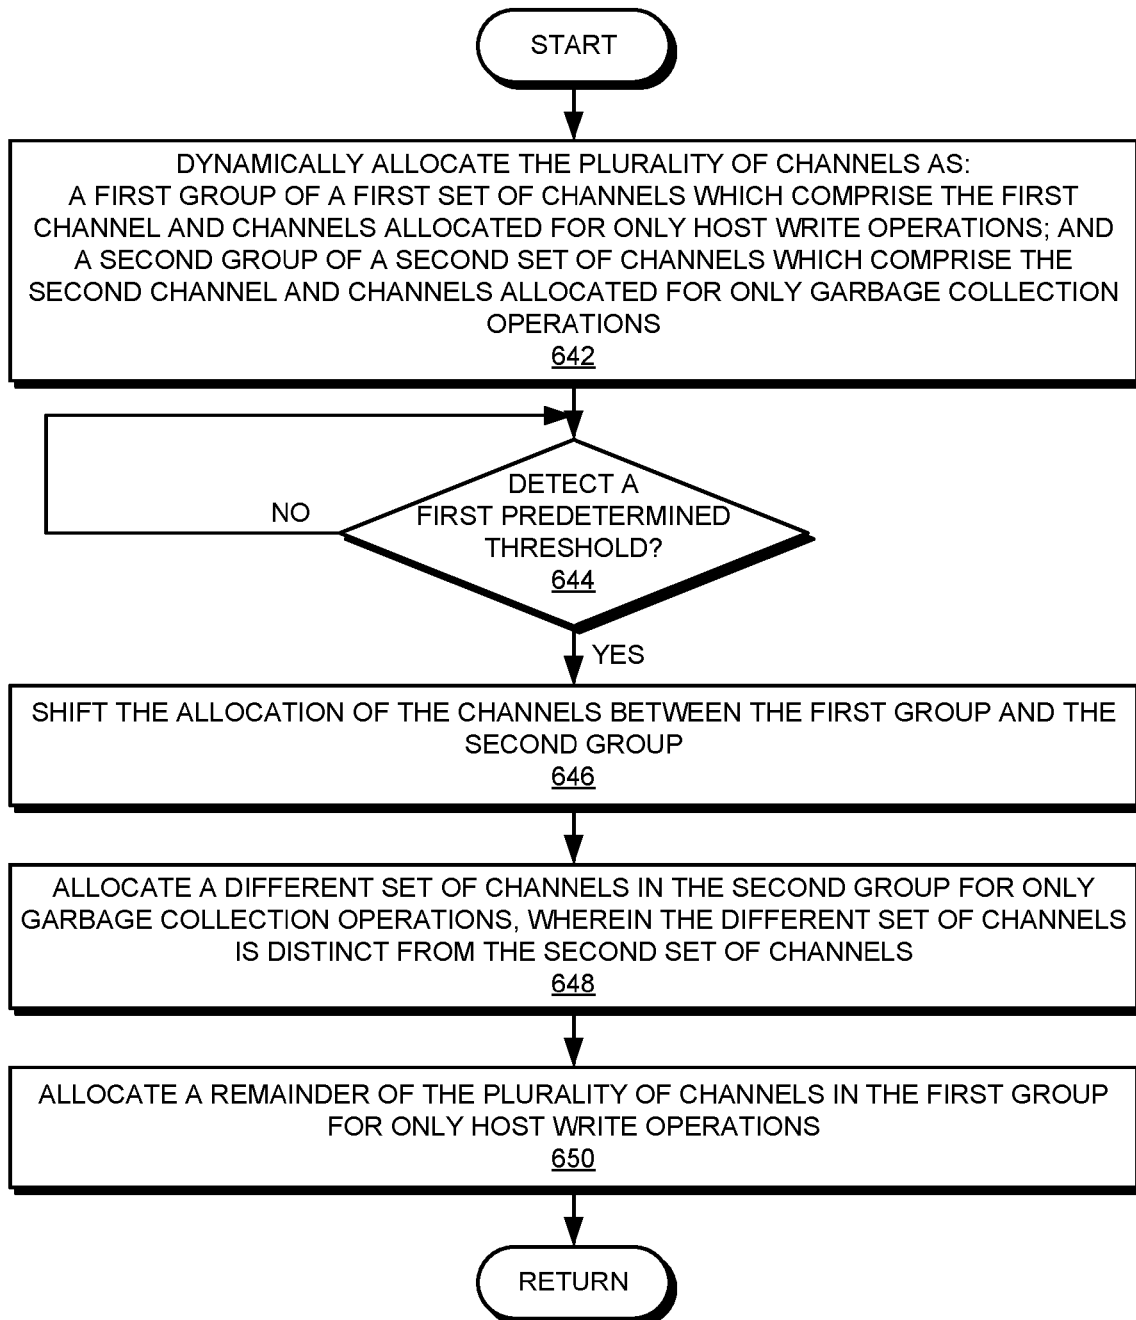 START
DYNAMICALLY ALLOCATE THE PLURALITY OF CHANNELS AS:
A FIRST GROUP OF A FIRST SET OF CHANNELS WHICH COMPRISE THE FIRST
CHANNEL AND CHANNELS ALLOCATED FOR ONLY HOST WRITE OPERATIONS; AND
A SECOND GROUP OF A SECOND SET OF CHANNELS WHICH COMPRISE THE
SECOND CHANNEL AND CHANNELS ALLOCATED FOR ONLY GARBAGE COLLECTION
OPERATIONS
642
DETECT A
FIRST PREDETERMINED
THRESHOLD?
644
NO
YES
SHIFT THE ALLOCATION OF THE CHANNELS BETWEEN THE FIRST GROUP AND THE
SECOND GROUP
646
ALLOCATE A DIFFERENT SET OF CHANNELS IN THE SECOND GROUP FOR ONLY
GARBAGE COLLECTION OPERATIONS, WHEREIN THE DIFFERENT SET OF CHANNELS
IS DISTINCT FROM THE SECOND SET OF CHANNELS
648
ALLOCATE A REMAINDER OF THE PLURALITY OF CHANNELS IN THE FIRST GROUP
FOR ONLY HOST WRITE OPERATIONS
650
RETURN